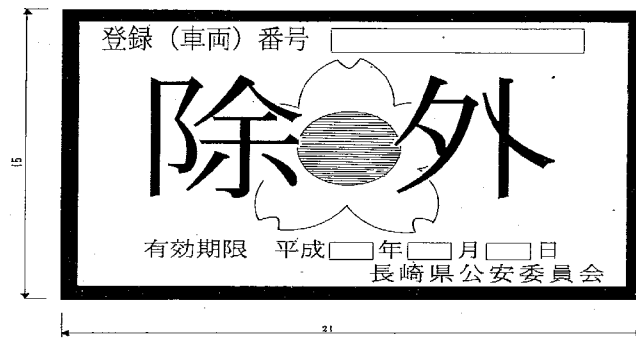 登録（車両）番号
除外
有効期限　平成　年　月　日
長崎県公安委員会
15
21